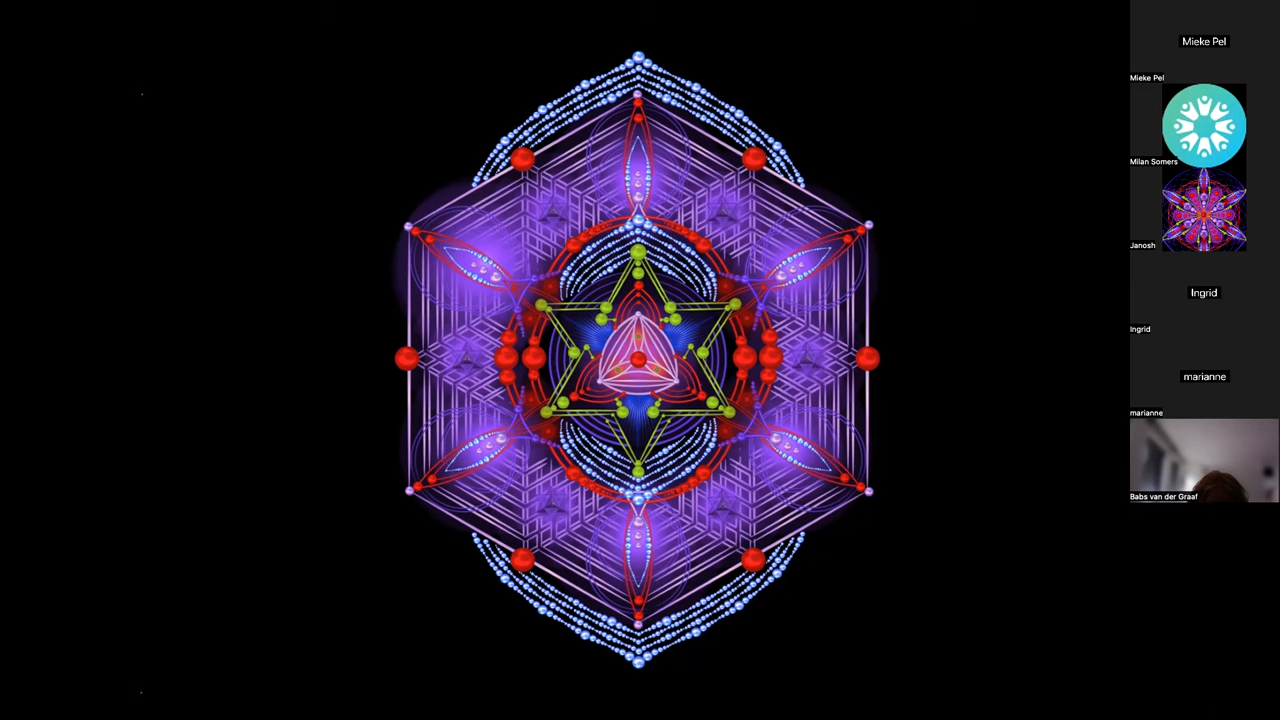 Mieke Pel
Mieke Pel
Milan Somers
Janosh
Ingrid
Ingrid
marianne
marianne
Babs van der Graaf